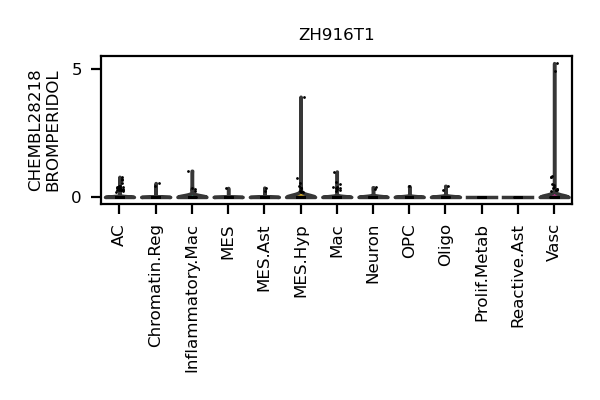 ZH916T1
CHEMBL28218
BROMPERIDOL
5
0
AC
Chromatin.Reg
Inflammatory.Mac
MES
MES.Ast
MES.Hyp
Mac
Neuron
OPC
Oligo
Prolif.Metab
Reactive.Ast
Vasc